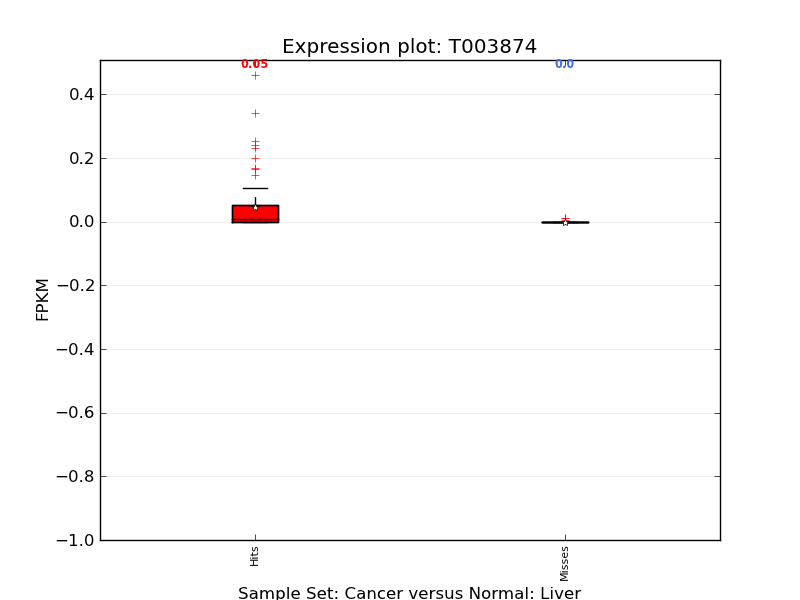 Expression plot: T003874
0.05
0.0
0.4
0.2
0.0
−0.2
−0.4
−0.6
−0.8
−1.0
FPKM
Hits
Misses
Sample Set: Cancer versus Normal: Liver